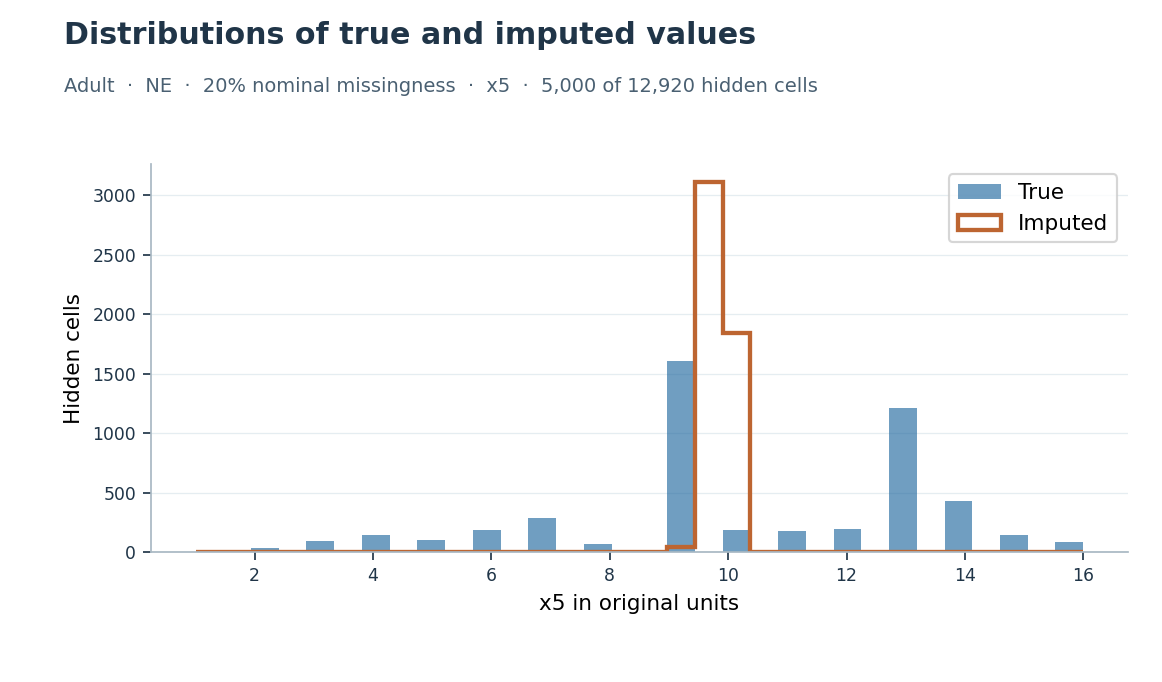 Distributions of true and imputed values
Adult · NE · 20% nominal missingness · x5 · 5,000 of 12,920 hidden cells
True
Imputed
Hidden cells
3000
2500
2000
1500
1000
500
0
2 4 6 8 10 12 14 16
x5 in original units